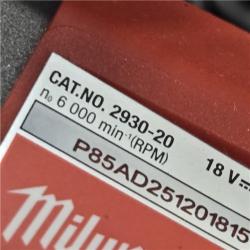 CAT.NO. 2930-20
n₀ 6 000 min⁻¹(RPM)
18 V⎓
P85AD251201815